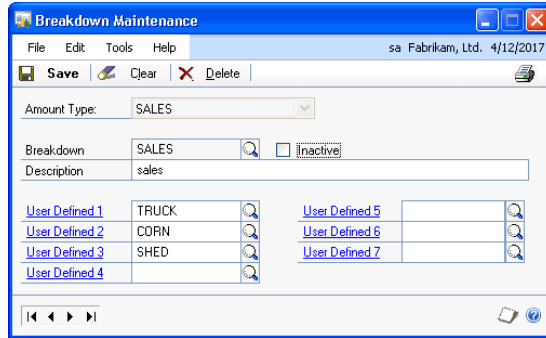 Breakdown Maintenance
File Edit Tools Help sa Fabrikam, Ltd. 4/12/2017
Save Clear Delete
Amount Type: SALES
Breakdown SALES Inactive
Description sales
User Defined 1 TRUCK User Defined 5
User Defined 2 CORN User Defined 6
User Defined 3 SHED User Defined 7
User Defined 4